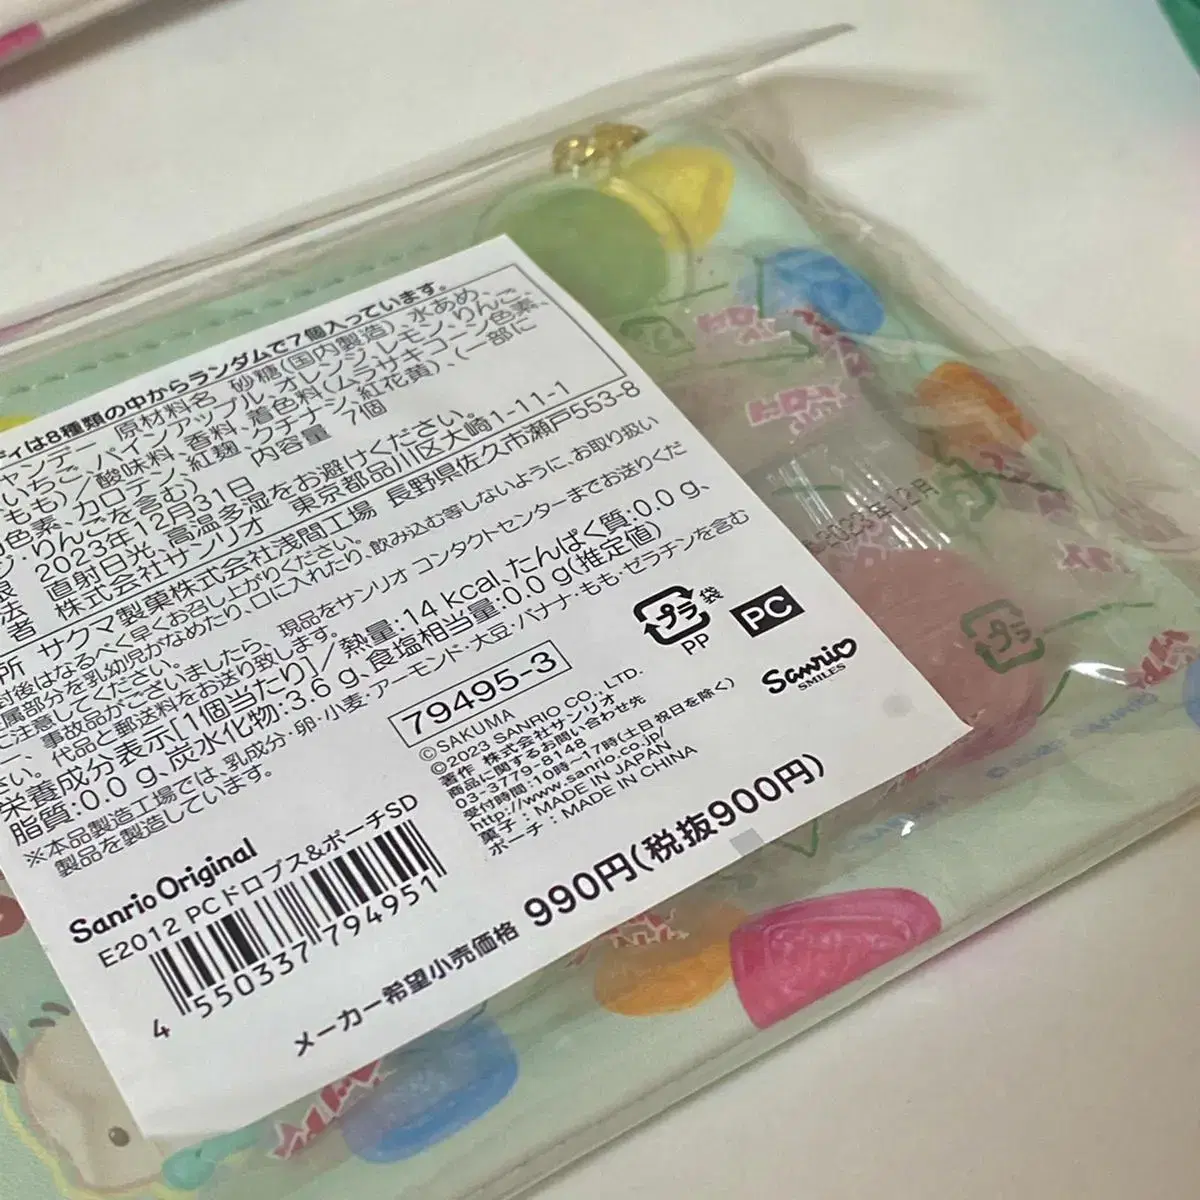 ディは8種類の中からランダムで7個入っています。
ャンデー 原材料名 砂糖(国内製造)、水あめ、
いちご、パイナップル、オレンジ、レモン、りんご、
もも)/酸味料、香料、着色料(ムラサキコーン色素、
色素、カロテン、紅麹、クチナシ、紅花黄)、(一部に
・りんごを含む) 内容量 7個
限 2023年12月31日
法 直射日光、高温多湿をお避けください。
者 株式会社サンリオ 東京都品川区大崎1-11-1
所 サクマ製菓株式会社浅間工場 長野県佐久市瀬戸553-8
封後はなるべく早くお召し上がりください。
属部分を乳幼児がなめたり、口に入れたり、飲み込む等しないように、お取り扱い
ご注意してください。
事故品がございましたら、現品をサンリオ コンタクトセンターまでお送りくだ
さい。代品と郵送料をお送り致します。
栄養成分表示[1個当たり]/熱量:14kcal、たんぱく質:0.0g、
脂質:0.0g、炭水化物:3.6g、食塩相当量:0.0g(推定値)
※本品製造工場では、乳成分・卵・小麦・アーモンド・大豆・バナナ・もも・ゼラチンを含む
製品を製造しています。
プラ
袋
PP
PC
Sanrio
SMILES
79495-3
©SAKUMA
©2023 SANRIO CO., LTD.
著作 株式会社サンリオ
商品に関するお問い合わせ先
03-3779-8148
受付時間:10時~17時(土日祝日を除く)
http://www.sanrio.co.jp/
菓子:MADE IN JAPAN
ポーチ:MADE IN CHINA
Sanrio Original
E2012 PCドロップス&ポーチSD
4 550337 794951
メーカー希望小売価格 990円(税抜900円)
2023年12月
プラ